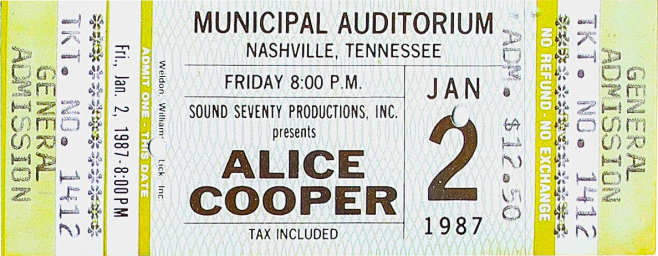 GENERAL
ADMISSION
TKT. NO. 1412
Fri., Jan. 2, 1987 - 8:00 PM
ADMIT ONE - THIS DATE
Weldon, Williams & Lick, Inc.
MUNICIPAL AUDITORIUM
NASHVILLE, TENNESSEE
FRIDAY 8:00 P.M.
SOUND SEVENTY PRODUCTIONS, INC.
presents
ALICE
COOPER
TAX INCLUDED
JAN
2
1987
ADM. $12.50
NO REFUND - NO EXCHANGE
TKT. NO. 1412
GENERAL
ADMISSION